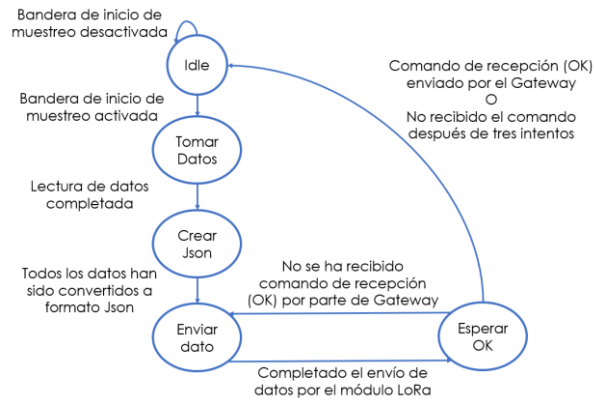 Bandera de inicio de
muestreo desactivada
Idle
Comando de recepción (OK)
enviado por el Gateway
O
No recibido el comando
después de tres intentos
Bandera de inicio de
muestreo activada
Tomar
Datos
Lectura de datos
completada
Crear
Json
Todos los datos han
sido convertidos a
formato Json
No se ha recibido
comando de recepción
(OK) por parte de Gateway
Enviar
dato
Esperar
OK
Completado el envío de
datos por el módulo LoRa